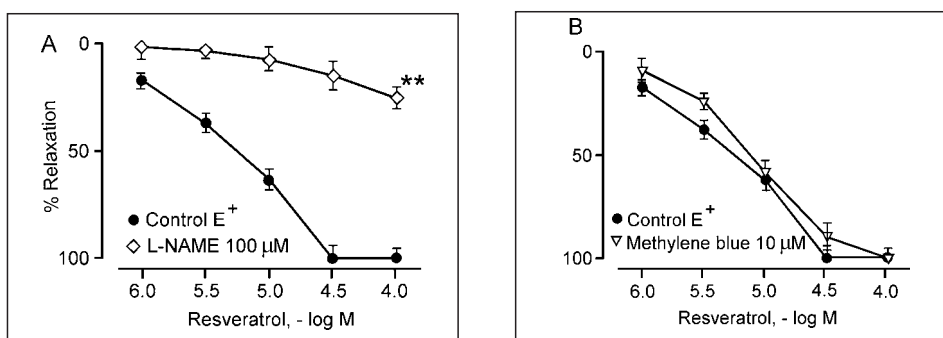 A
0
50
100
% Relaxation
Control E+
L-NAME 100 µM
**
6.0 5.5 5.0 4.5 4.0
Resveratrol, - log M
B
0
50
100
Control E+
Methylene blue 10 µM
6.0 5.5 5.0 4.5 4.0
Resveratrol, - log M